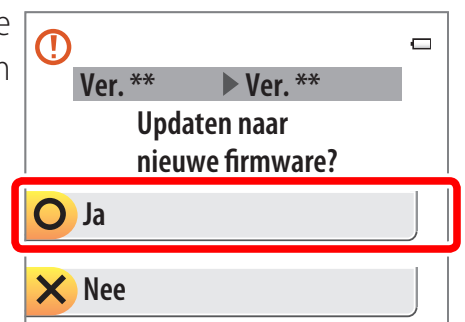 e
n
Ver. ** ▶ Ver. **
Updaten naar
nieuwe firmware?
Ja
Nee